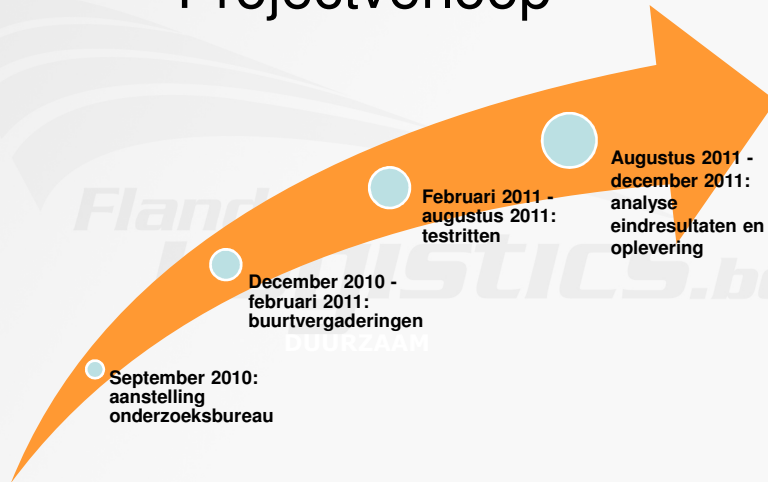 Projectverloop
Augustus 2011 -
december 2011:
analyse
eindresultaten en
oplevering
Februari 2011 -
augustus 2011:
testritten
December 2010 -
februari 2011:
buurtvergaderingen
DUURZAAM
September 2010:
aanstelling
onderzoeksbureau